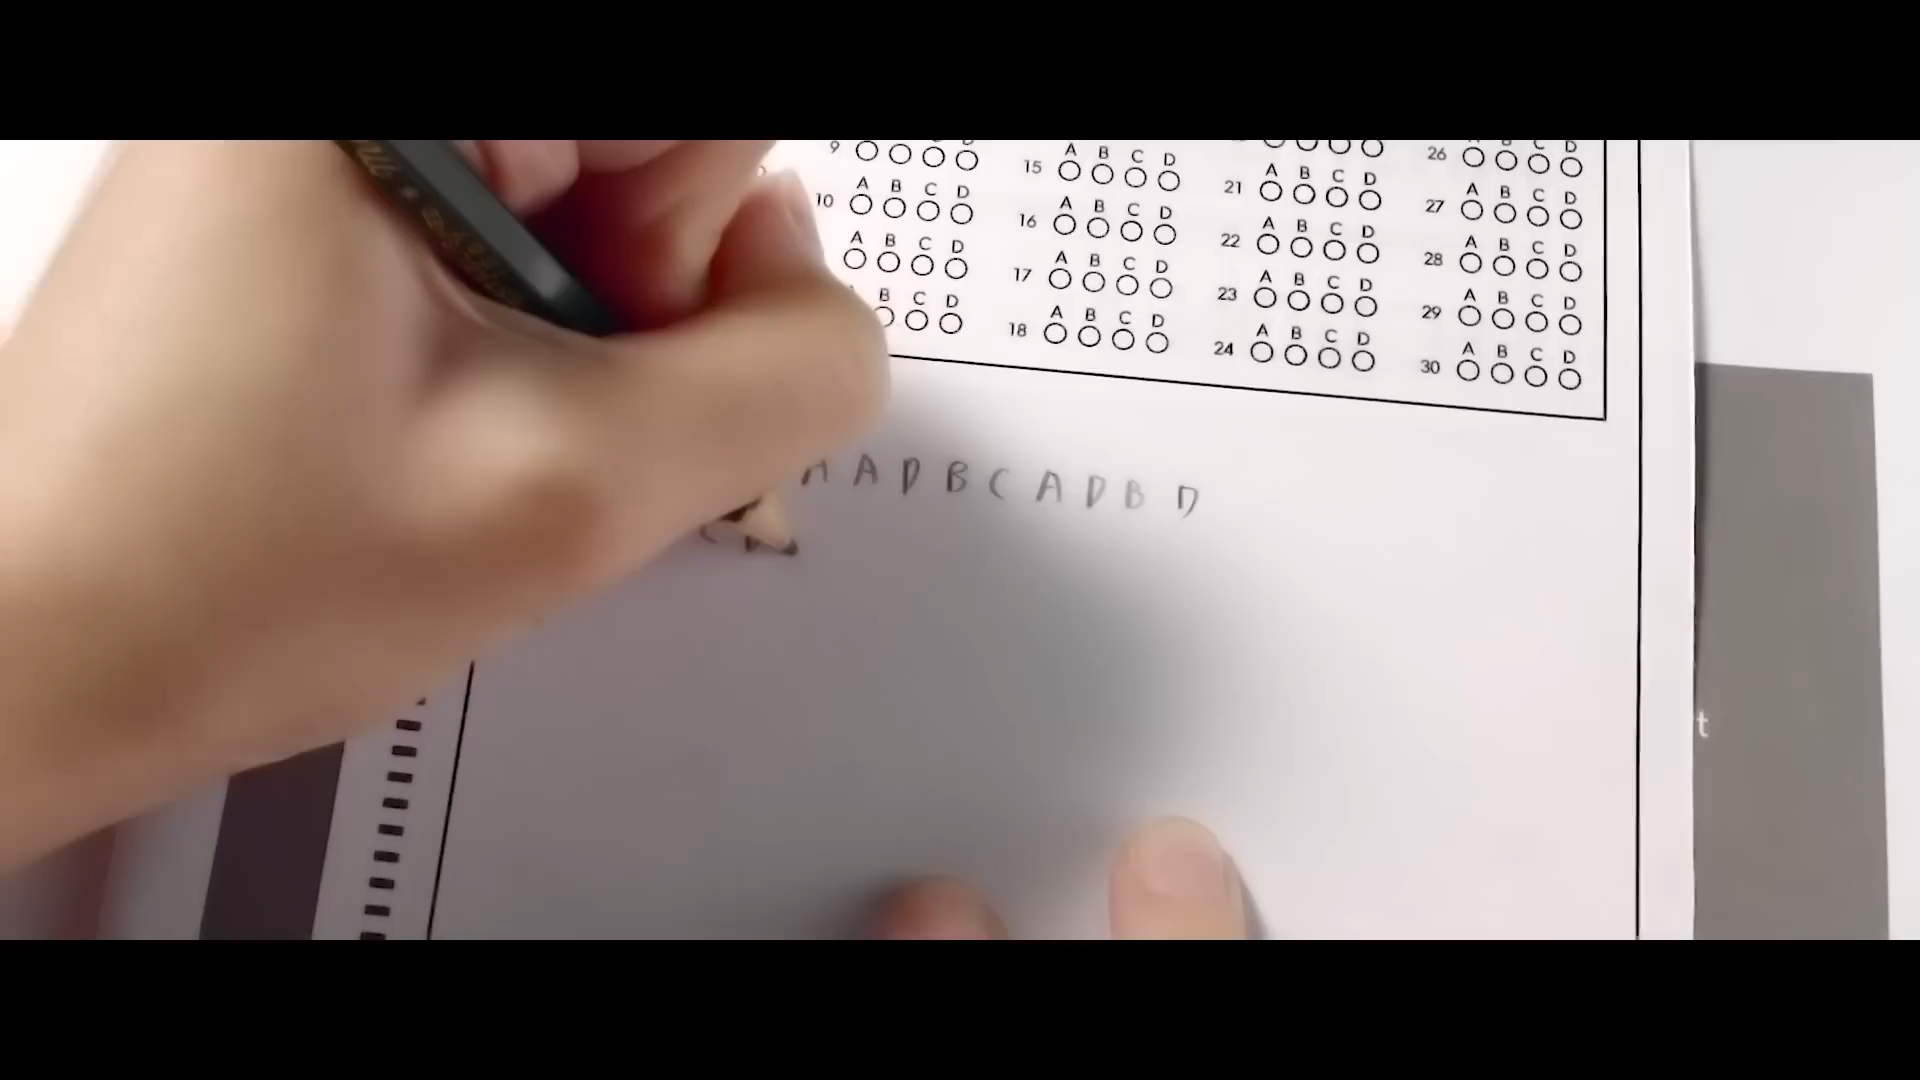 9
A B C D
10
A B C D
B C D
15 A B C D
16 A B C D
17 A B C D
18 A B C D
21 A B C D
22 A B C D
23 A B C D
24 A B C D
26
27 A B C D
28 A B C D
29 A B C D
30 A B C D
A A D B C A D B D
t